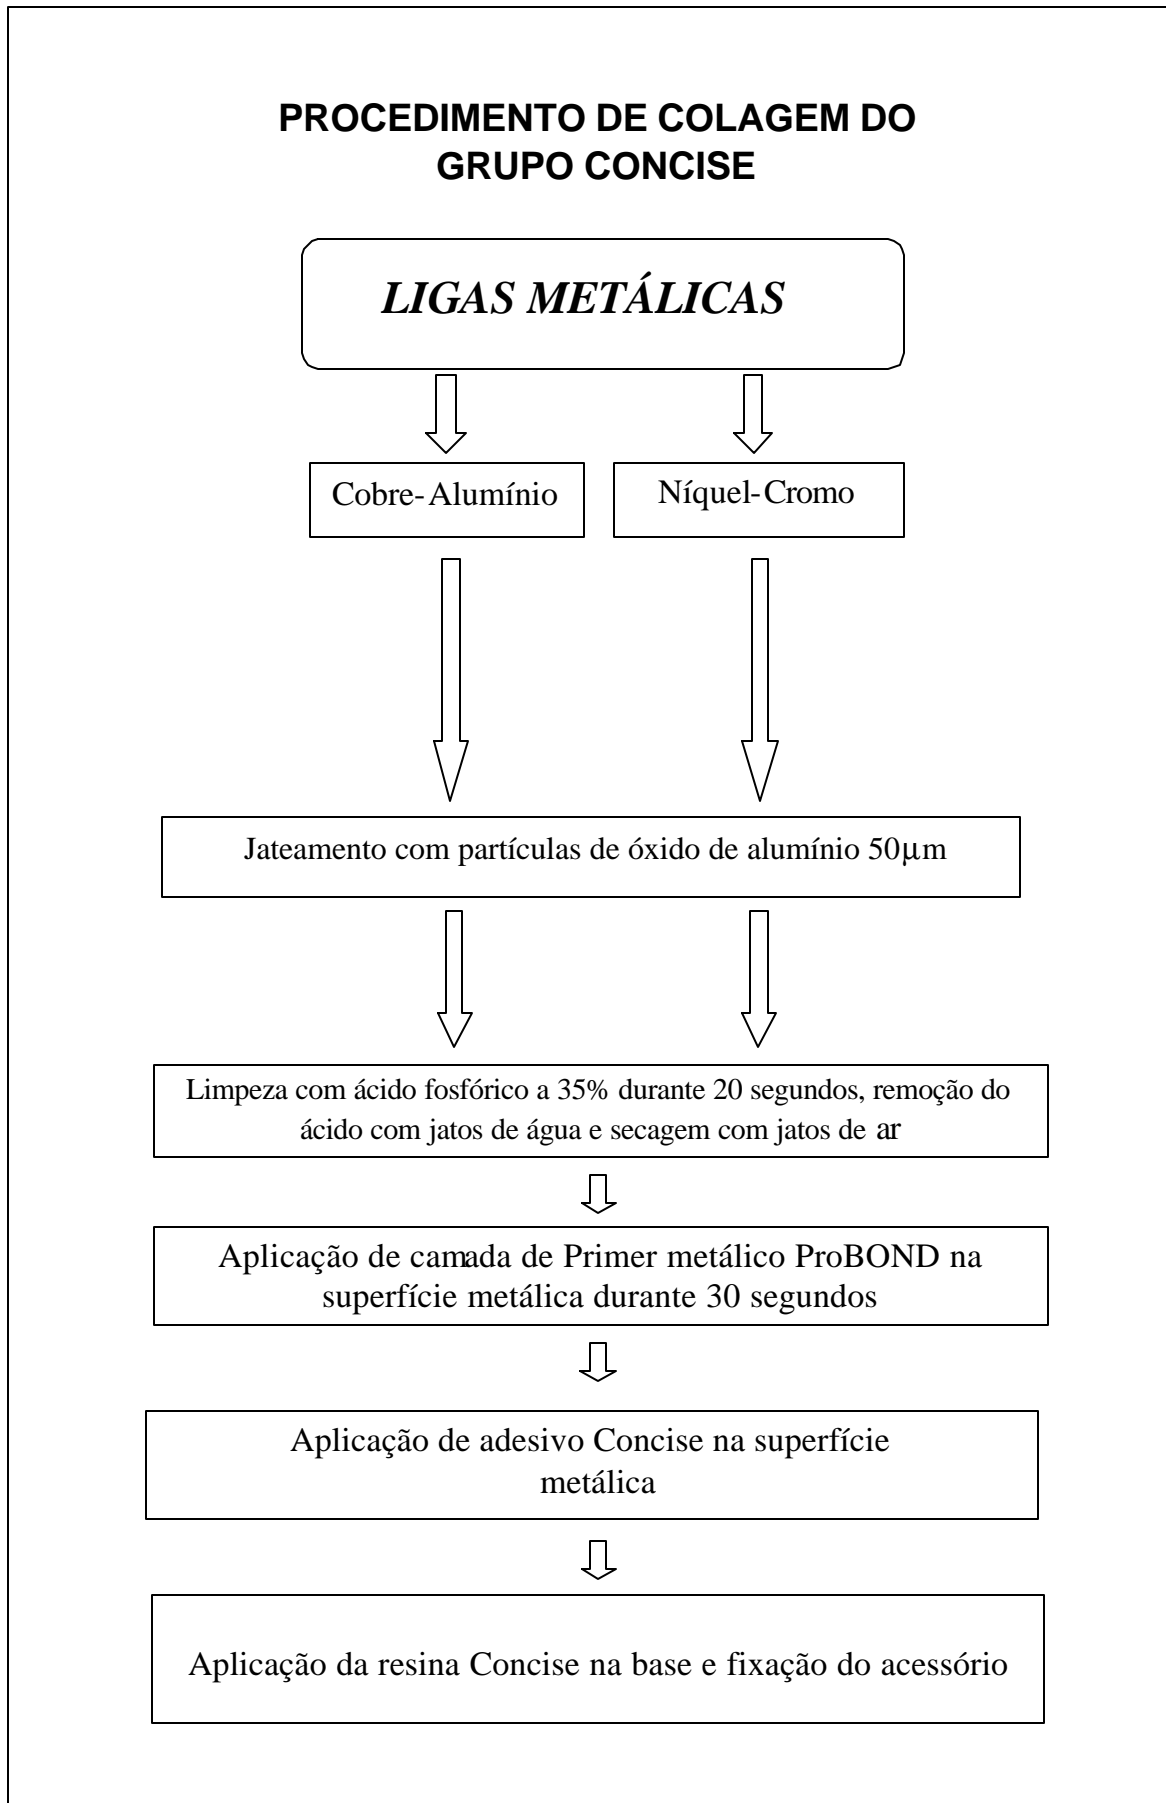 PROCEDIMENTO DE COLAGEM DO
GRUPO CONCISE
LIGAS METÁLICAS
Cobre-Alumínio
Níquel-Cromo
Jateamento com partículas de óxido de alumínio 50μm
Limpeza com ácido fosfórico a 35% durante 20 segundos, remoção do
ácido com jatos de água e secagem com jatos de ar
Aplicação de camada de Primer metálico ProBOND na
superfície metálica durante 30 segundos
Aplicação de adesivo Concise na superfície
metálica
Aplicação da resina Concise na base e fixação do acessório